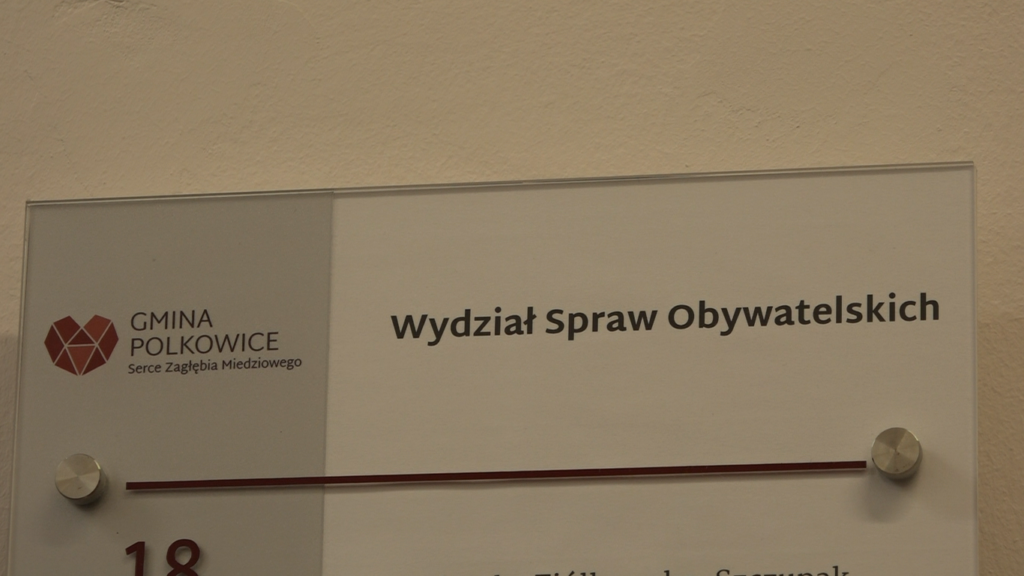 GMINA
POLKOWICE
Serce Zagłębia Miedziowego
Wydział Spraw Obywatelskich
18